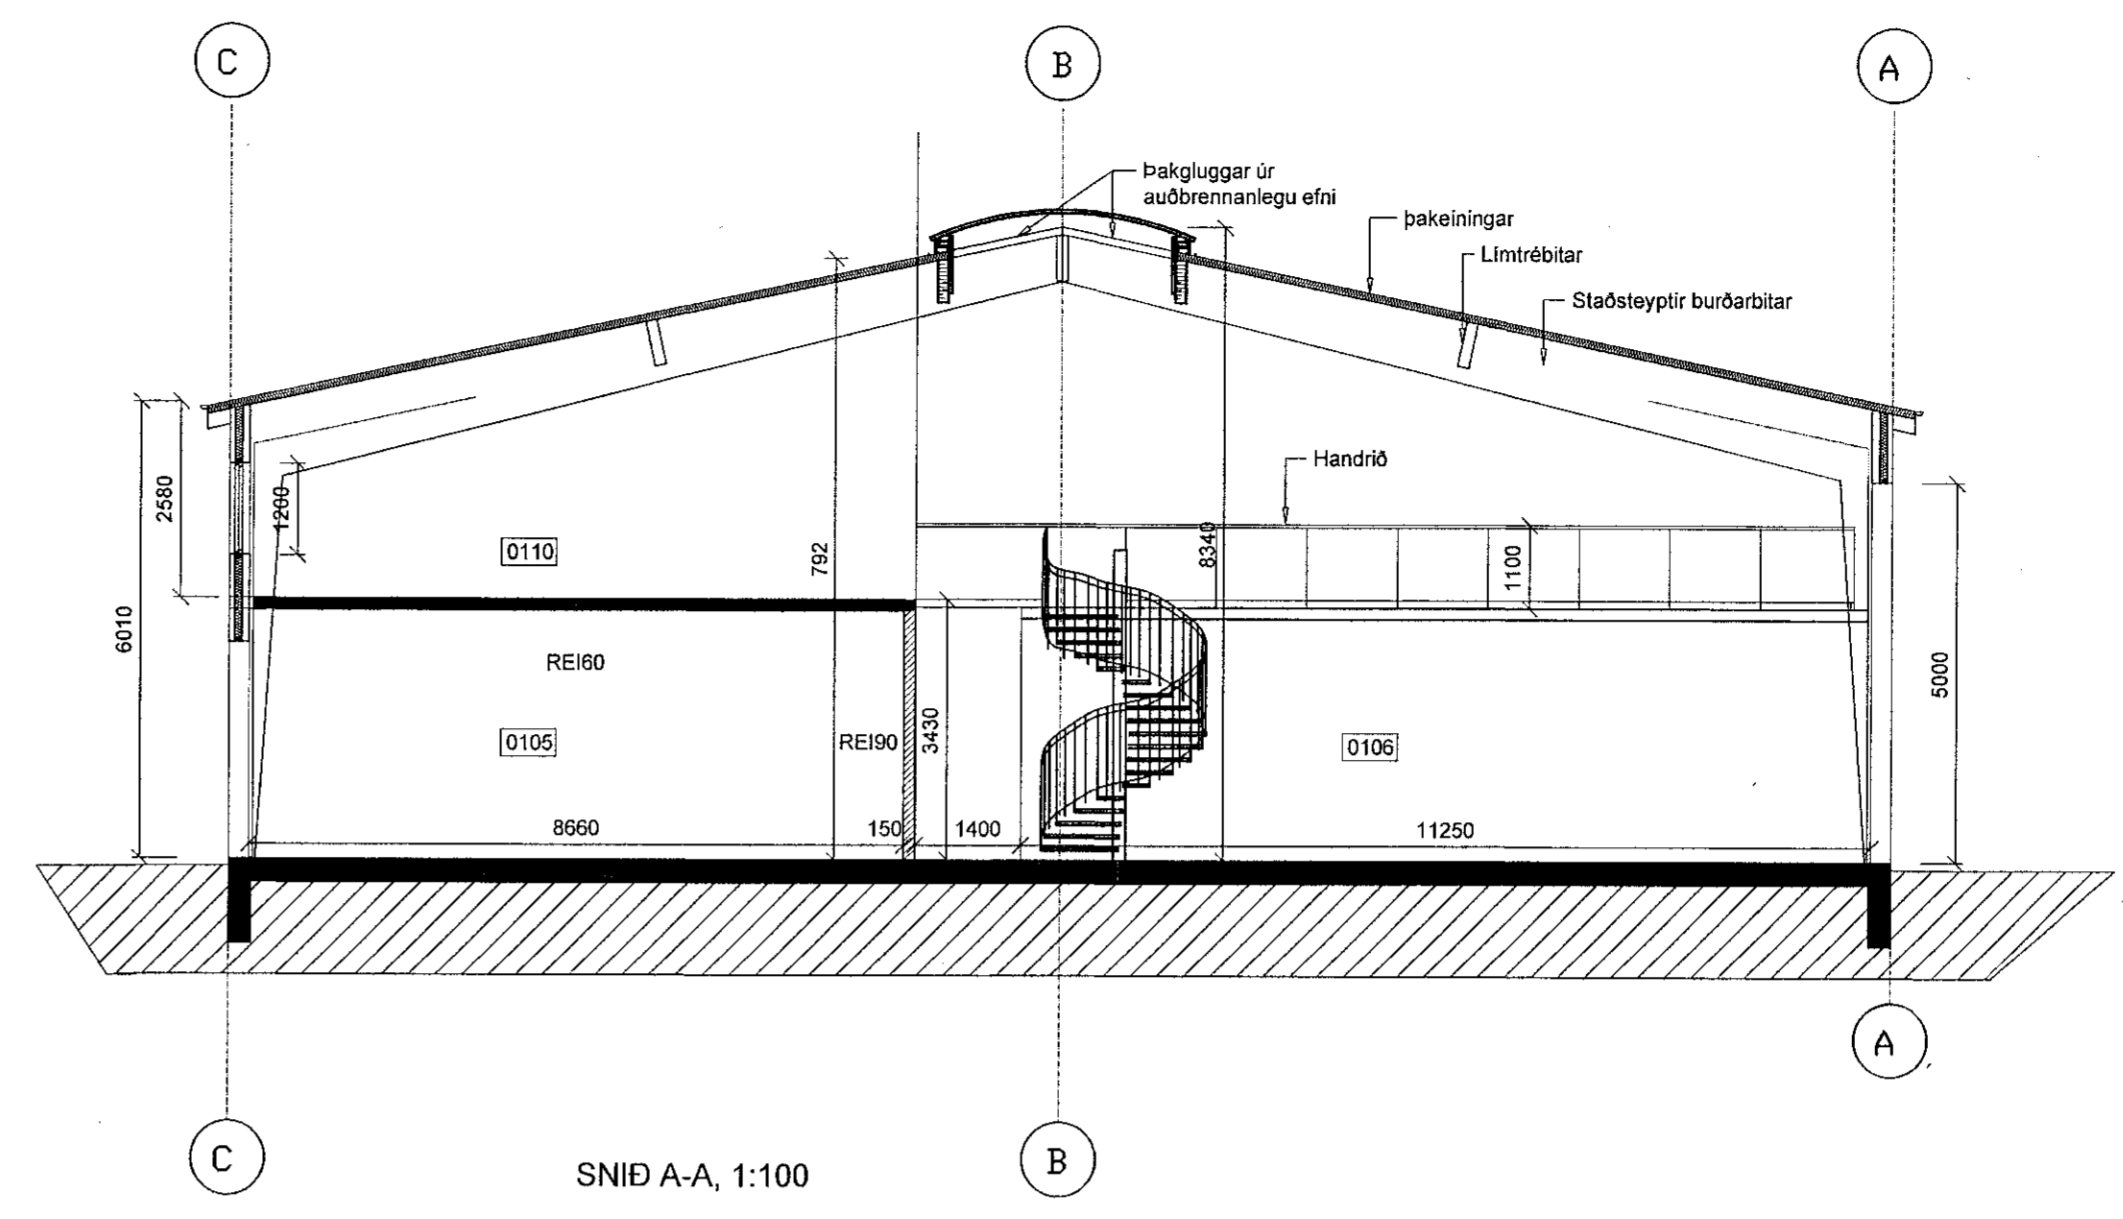 C
B
A
Þakgluggar úr
auðbrennanlegu efni
þakeiningar
Límtrébitar
Staðsteyptir burðarbitar
Handrið
2580
1200
0110
792
8340
1100
6010
REI60
5000
0105
REI90
3430
0106
8660
150
1400
11250
A
C
B
SNIÐ A-A, 1:100